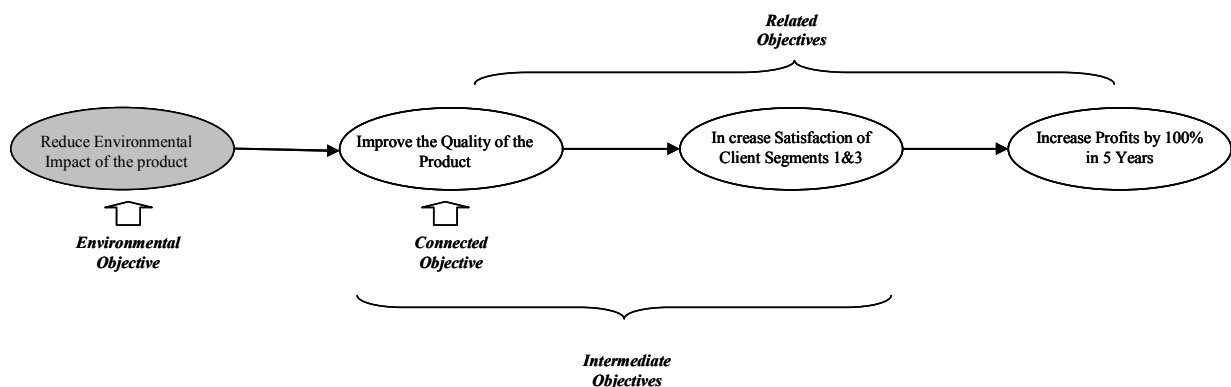 Related
Objectives
Reduce Environmental
Impact of the product
Improve the Quality of the
Product
In crease Satisfaction of
Client Segments 1&3
Increase Profits by 100%
in 5 Years
Environmental
Objective
Connected
Objective
Intermediate
Objectives